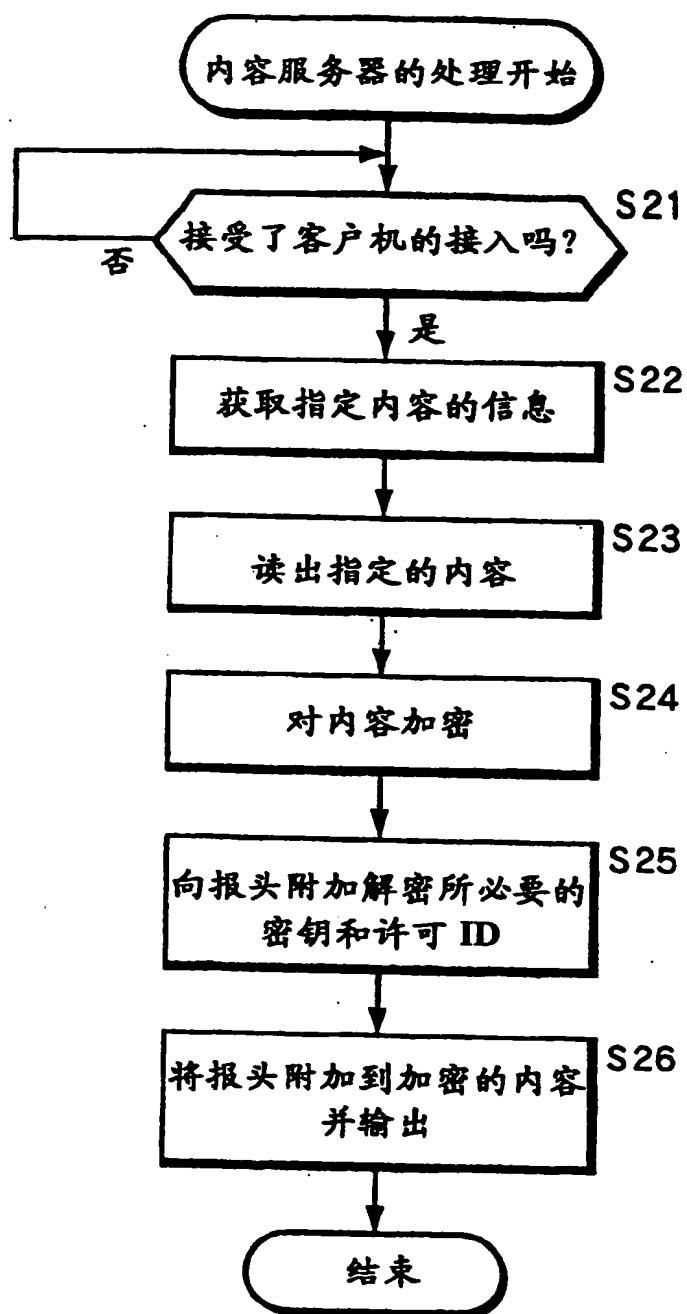 内容服务器的处理开始
S21
接受了客户机的接入吗?
否
是
S22
获取指定内容的信息
S23
读出指定的内容
S24
对内容加密
S25
向报头附加解密所必要的
密钥和许可 ID
S26
将报头附加到加密的内容
并输出
结束